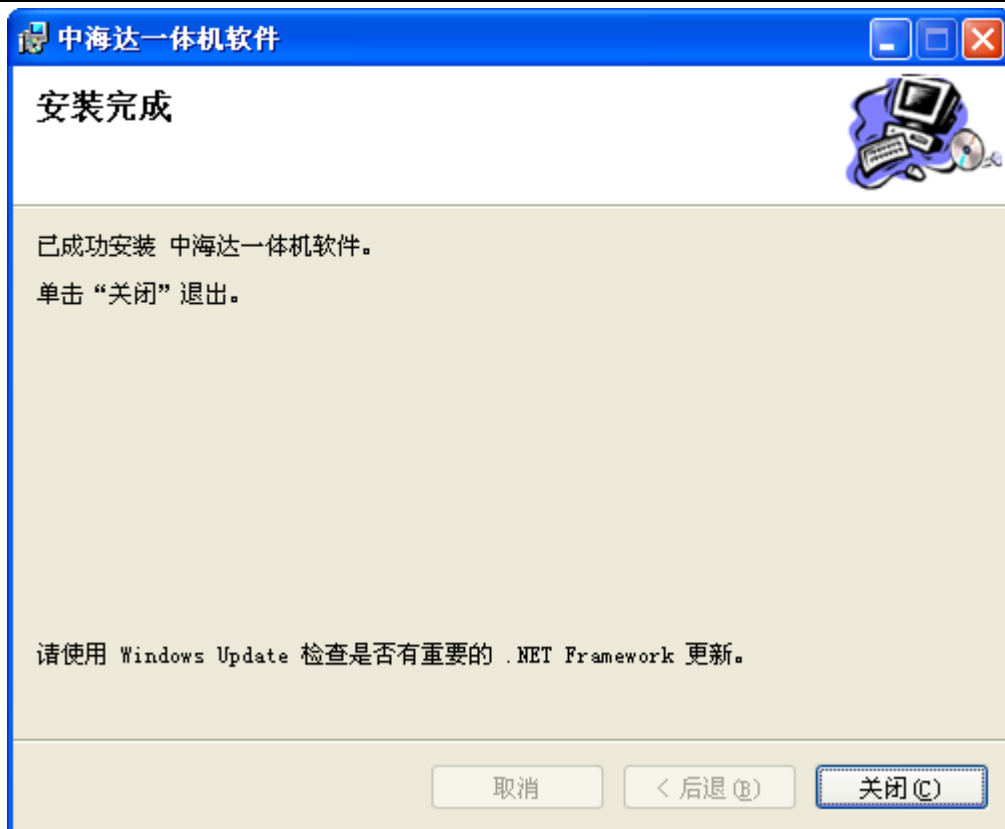 中海达一体机软件
安装完成
已成功安装 中海达一体机软件。
单击“关闭”退出。
请使用 Windows Update 检查是否有重要的 .NET Framework 更新。
取消
< 后退(B)
关闭(C)